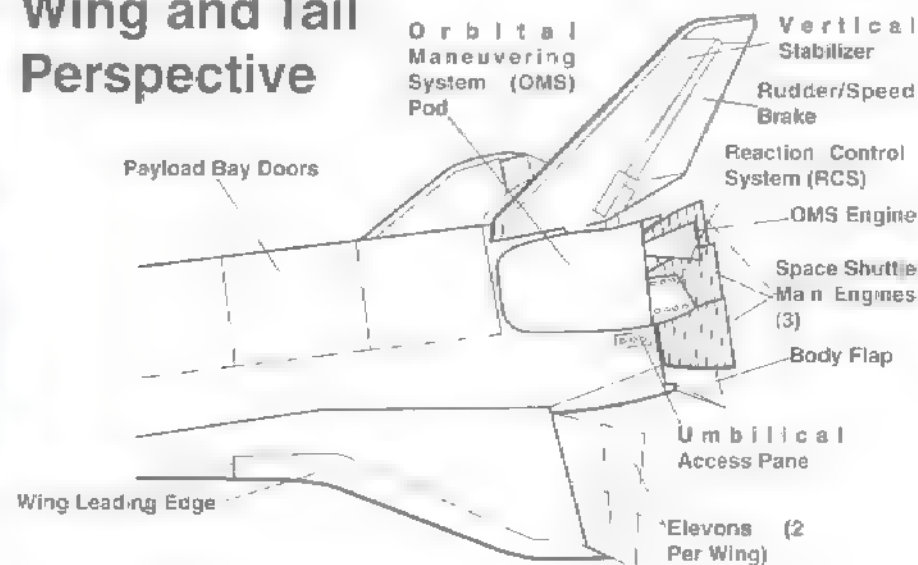 Wing and Tail
Perspective
Orbital
Maneuvering
System (OMS)
Pod
Payload Bay Doors
Vertical
Stabilizer
Rudder/Speed
Brake
Reaction Control
System (RCS)
OMS Engine
Space Shuttle
Main Engines
(3)
Body Flap
Umbilical
Access Pane
Wing Leading Edge
Elevons (2
Per Wing)